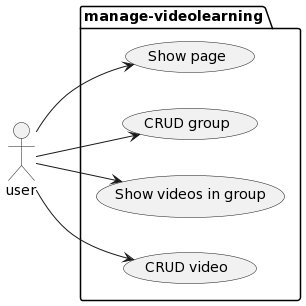 manage-videolearning
Show page
CRUD group
user
Show videos in group
CRUD video